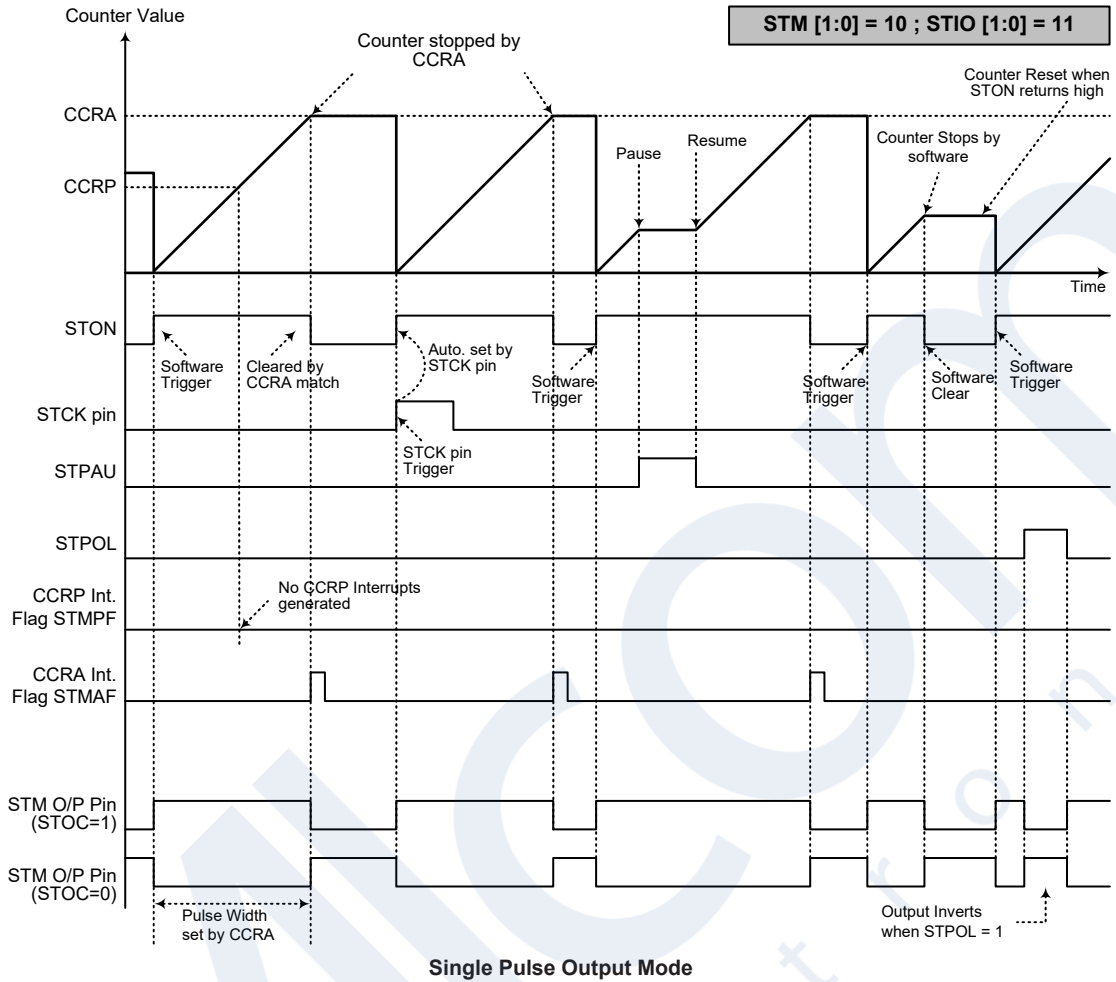 Counter Value
STM [1:0] = 10 ; STIO [1:0] = 11
Counter stopped by
CCRA
Counter Reset when
STON returns high
CCRA
Pause
Resume
Counter Stops by
software
CCRP
Time
STON
Software
Trigger
Cleared by
CCRA match
Auto. set by
STCK pin
Software
Trigger
Software
Trigger
Software
Clear
Software
Trigger
STCK pin
STCK pin
Trigger
STPAU
STPOL
CCRP Int.
Flag STMPF
No CCRP Interrupts
generated
CCRA Int.
Flag STMAF
STM O/P Pin
(STOC=1)
STM O/P Pin
(STOC=0)
Pulse Width
set by CCRA
Output Inverts
when STPOL = 1
Single Pulse Output Mode